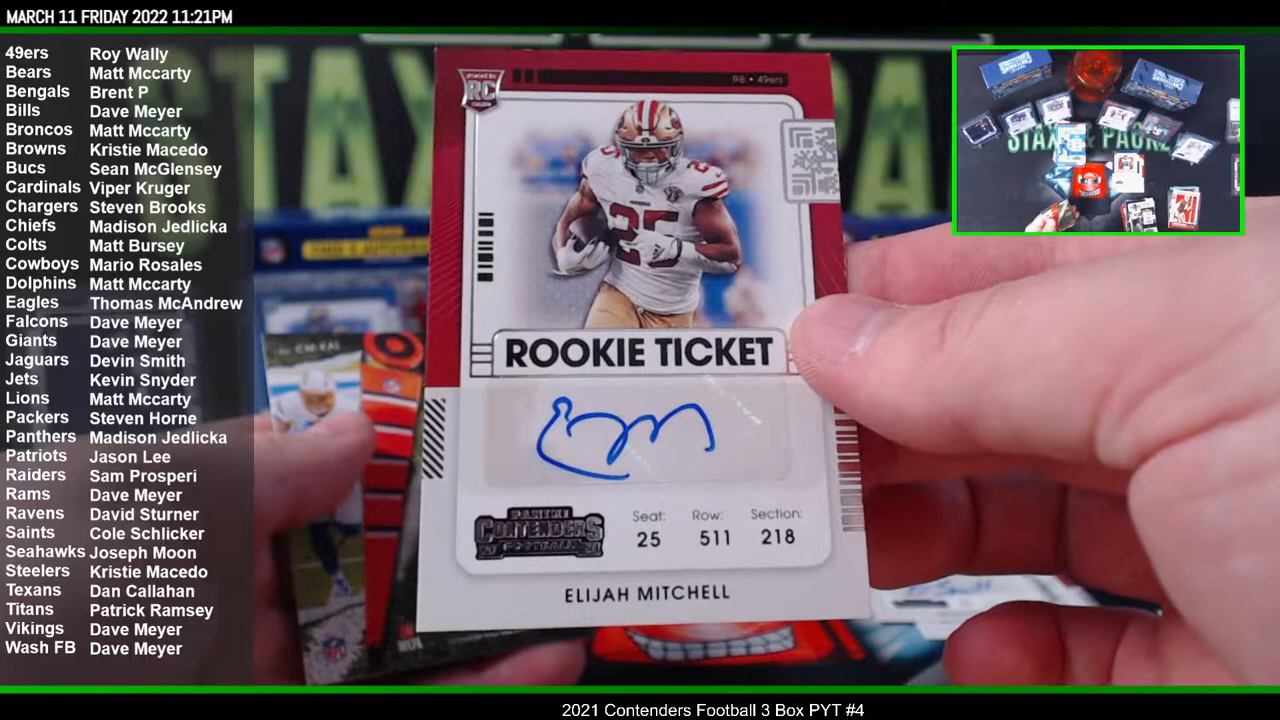 MARCH 11 FRIDAY 2022 11:21PM
49ers Roy Wally
Bears Matt Mccarty
Bengals Brent P
Bills Dave Meyer
Broncos Matt Mccarty
Browns Kristie Macedo
Bucs Sean McGlensey
Cardinals Viper Kruger
Chargers Steven Brooks
Chiefs Madison Jedlicka
Colts Matt Bursey
Cowboys Mario Rosales
Dolphins Matt Mccarty
Eagles Thomas McAndrew
Falcons Dave Meyer
Giants Dave Meyer
Jaguars Devin Smith
Jets Kevin Snyder
Lions Matt Mccarty
Packers Steven Horne
Panthers Madison Jedlicka
Patriots Jason Lee
Raiders Sam Prosperi
Rams Dave Meyer
Ravens David Sturner
Saints Cole Schlicker
Seahawks Joseph Moon
Steelers Kristie Macedo
Texans Dan Callahan
Titans Patrick Ramsey
Vikings Dave Meyer
Wash FB Dave Meyer
RC
RB • 49ers
25
ROOKIE TICKET
PANINI
CONTENDERS
FOOTBALL
Seat: Row: Section:
25 511 218
ELIJAH MITCHELL
2021 Contenders Football 3 Box PYT #4